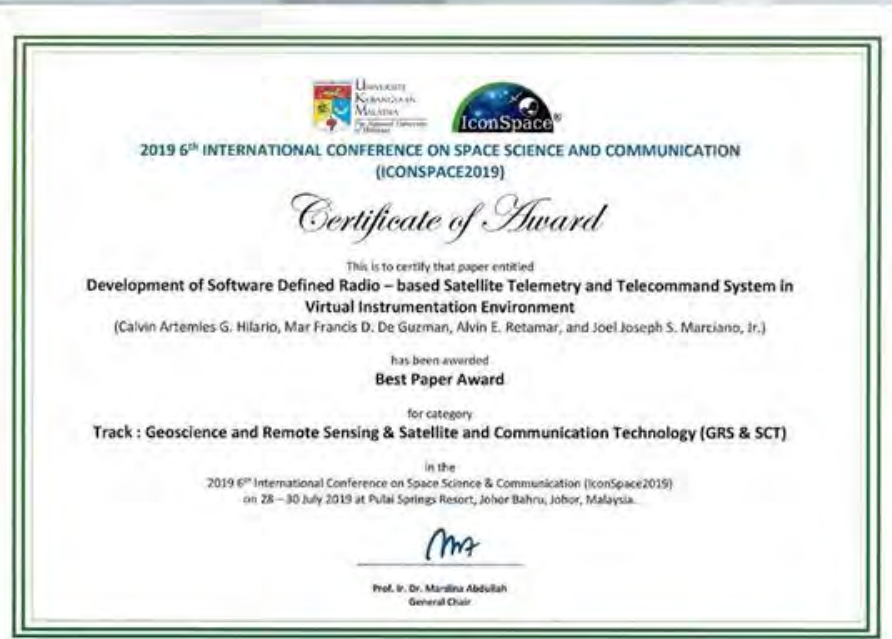 UNIVERSITI
KEBANGSAAN
MALAYSIA
The National University
of Malaysia
IconSpace®
2019 6th INTERNATIONAL CONFERENCE ON SPACE SCIENCE AND COMMUNICATION
(ICONSPACE2019)
Certificate of Award
This is to certify that paper entitled
Development of Software Defined Radio – based Satellite Telemetry and Telecommand System in
Virtual Instrumentation Environment
(Calvin Artemies G. Hilario, Mar Francis D. De Guzman, Alvin E. Retamar, and Joel Joseph S. Marciano, Jr.)
has been awarded
Best Paper Award
for category
Track : Geoscience and Remote Sensing & Satellite and Communication Technology (GRS & SCT)
in the
2019 6th International Conference on Space Science & Communication (IconSpace2019)
on 28 – 30 July 2019 at Pulai Springs Resort, Johor Bahru, Johor, Malaysia.
Prof. Ir. Dr. Mardina Abdullah
General Chair